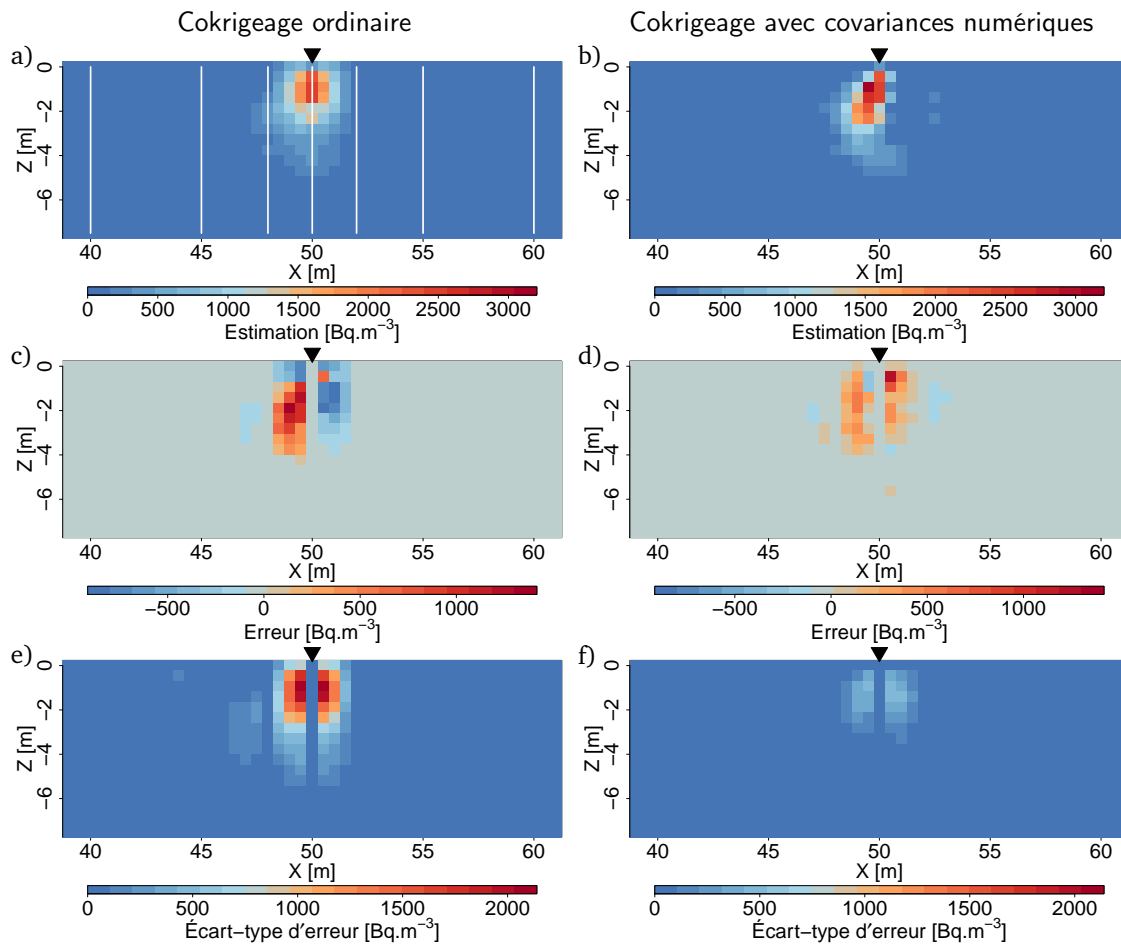 Cokrigeage ordinaire
Cokrigeage avec covariances numériques
a)
b)
Z [m]
0
−2
−4
−6
Z [m]
0
−2
−4
−6
40 45 50 55 60
X [m]
40 45 50 55 60
X [m]
0 500 1000 1500 2000 2500 3000
Estimation [Bq.m−3]
0 500 1000 1500 2000 2500 3000
Estimation [Bq.m−3]
c)
d)
Z [m]
0
−2
−4
−6
Z [m]
0
−2
−4
−6
40 45 50 55 60
X [m]
40 45 50 55 60
X [m]
−500 0 500 1000
Erreur [Bq.m−3]
−500 0 500 1000
Erreur [Bq.m−3]
e)
f)
Z [m]
0
−2
−4
−6
Z [m]
0
−2
−4
−6
40 45 50 55 60
X [m]
40 45 50 55 60
X [m]
0 500 1000 1500 2000
Écart−type d'erreur [Bq.m−3]
0 500 1000 1500 2000
Écart−type d'erreur [Bq.m−3]